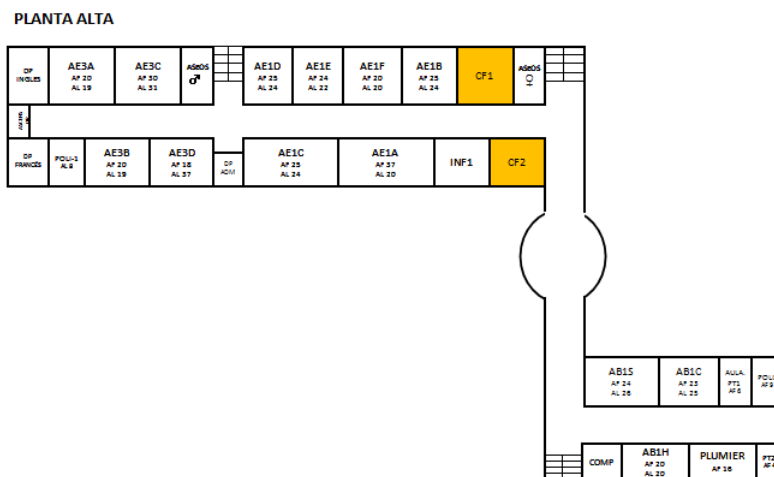 PLANTA ALTA
DP
INGLES
AE3A
AF 20
AL 19
AE3C
AF 30
AL 31
ASEOS
AE1D
AF 25
AL 24
AE1E
AF 24
AL 22
AE1F
AF 20
AL 20
AE1B
AF 25
AL 24
CF1
ASEOS
DP
FRANCÉS
POLI-1
AL 8
AE3B
AF 20
AL 19
AE3D
AF 18
AL 37
DP
ADM
AE1C
AF 25
AL 24
AE1A
AF 37
AL 20
INF1
CF2
AB1S
AF 24
AL 26
AB1C
AF 23
AL 25
AULA.
PT1
AF 6
COMP
AB1H
AF 20
AL 20
PLUMIER
AF 16